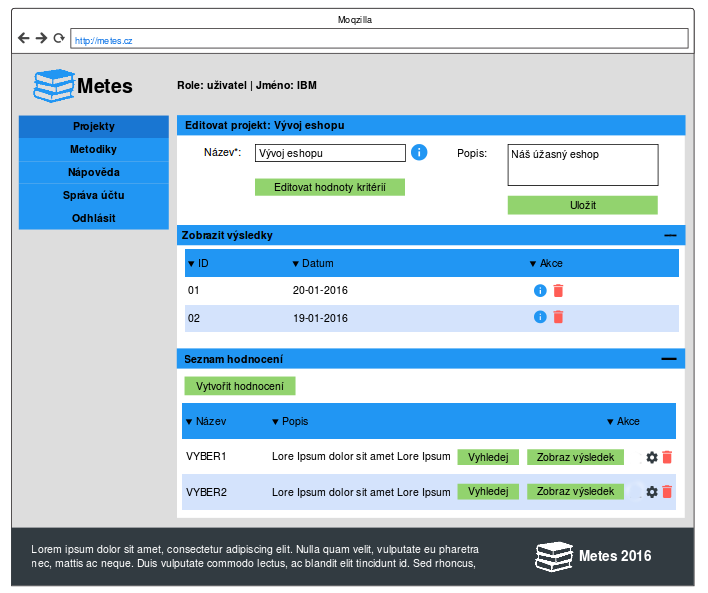 Moqzilla
http://metes.cz
Metes
Role: uživatel | Jméno: IBM
Projekty
Metodiky
Nápověda
Správa účtu
Odhlásit
Editovat projekt: Vývoj eshopu
Název*:
Vývoj eshopu
Popis:
Náš úžasný eshop
Editovat hodnoty kritérií
Uložit
Zobrazit výsledky
ID Datum Akce
01 20-01-2016
02 19-01-2016
Seznam hodnocení
Vytvořit hodnocení
Název Popis Akce
VYBER1 Lore Ipsum dolor sit amet Lore Ipsum Vyhledej Zobraz výsledek
VYBER2 Lore Ipsum dolor sit amet Lore Ipsum Vyhledej Zobraz výsledek
Lorem ipsum dolor sit amet, consectetur adipiscing elit. Nulla quam velit, vulputate eu pharetra
nec, mattis ac neque. Duis vulputate commodo lectus, ac blandit elit tincidunt id. Sed rhoncus,
Metes 2016